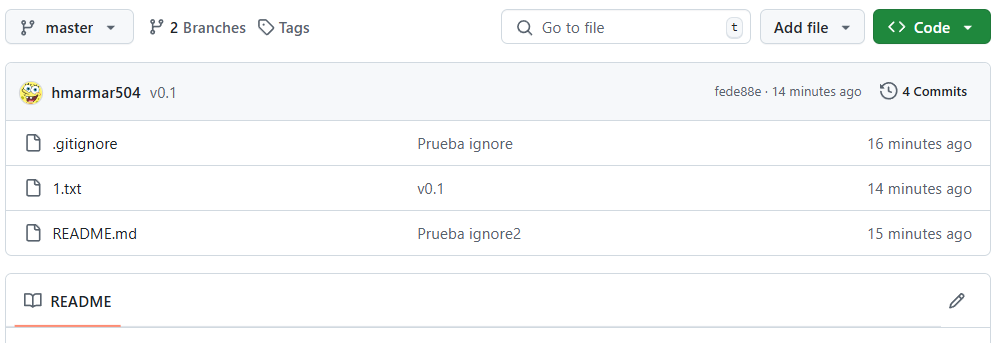 master 2 Branches Tags Go to file t Add file Code
hmarmar504 v0.1 fede88e · 14 minutes ago 4 Commits
.gitignore Prueba ignore 16 minutes ago
1.txt v0.1 14 minutes ago
README.md Prueba ignore2 15 minutes ago
README